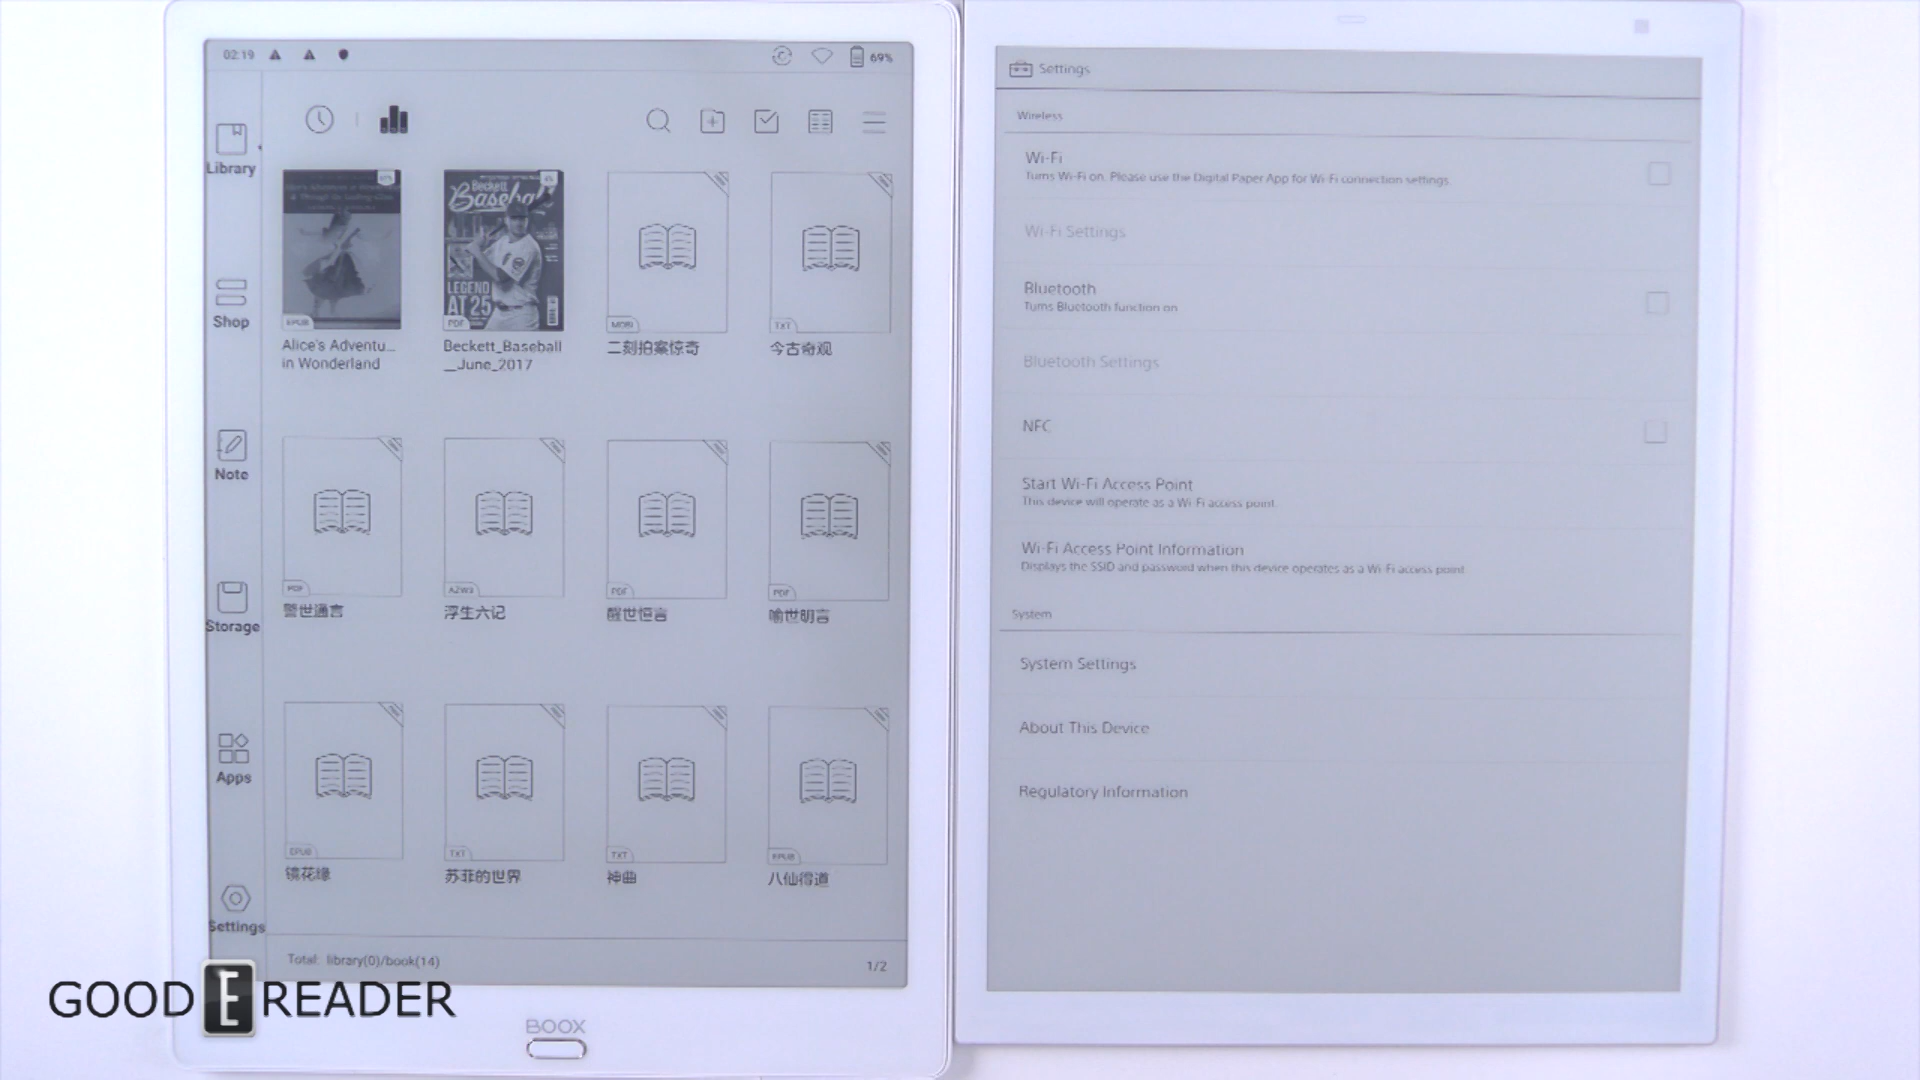 02:19
69%
Library
Shop
Note
Storage
Apps
Settings
Beckett
Baseball
LEGEND
AT 25
EPUB
PDF
MOBI
TXT
Alice's Adventu...
in Wonderland
Beckett_Baseball
__June_2017
二刻拍案惊奇
今古奇观
PDF
AZW3
PDF
PDF
警世通言
浮生六记
醒世恒言
喻世明言
EPUB
TXT
TXT
EPUB
镜花缘
苏菲的世界
神曲
八仙得道
Total: library(0)/book(14)
1/2
BOOX
Settings
Wireless
Wi-Fi
Turns Wi-Fi on. Please use the Digital Paper App for Wi-Fi connection settings.
Wi-Fi Settings
Bluetooth
Turns Bluetooth function on
Bluetooth Settings
NFC
Start Wi-Fi Access Point
This device will operate as a Wi-Fi access point.
Wi-Fi Access Point Information
Displays the SSID and password when this device operates as a Wi-Fi access point
System
System Settings
About This Device
Regulatory Information
GOOD E READER